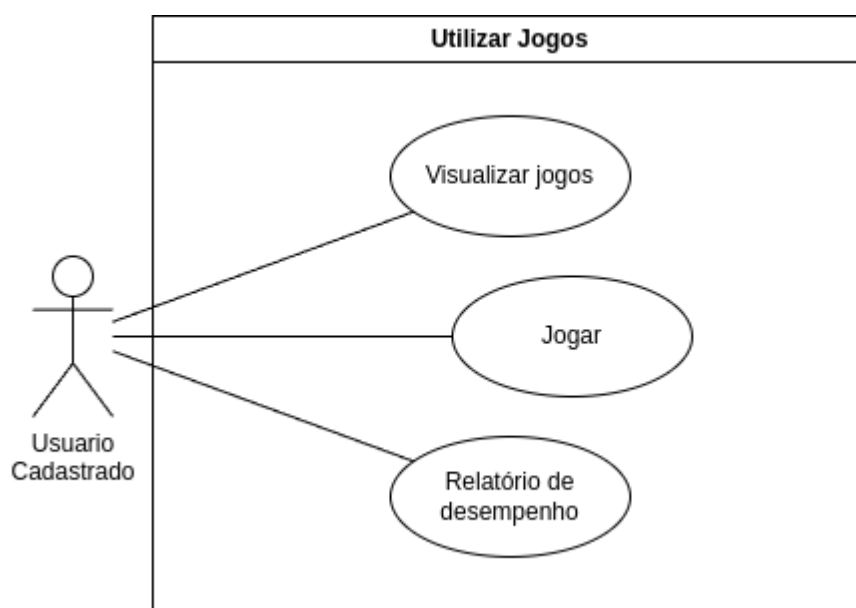 Utilizar Jogos
Visualizar jogos
Jogar
Usuario
Cadastrado
Relatório de
desempenho